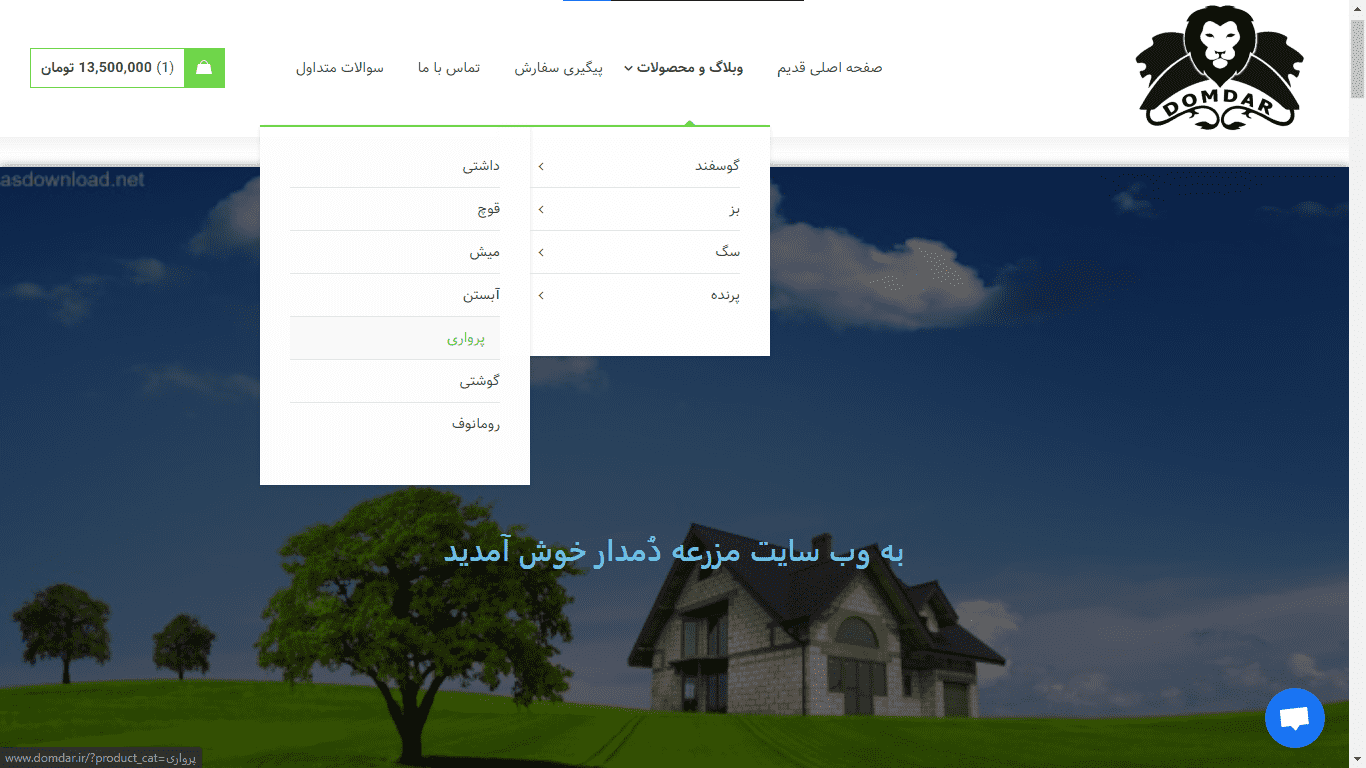 DOMDAR
صفحه اصلی قدیم
وبلاگ و محصولات
پیگیری سفارش
تماس با ما
سوالات متداول
(1) 13,500,000 تومان
گوسفند
بز
سگ
پرنده
داشتی
قوچ
میش
آبستن
پرواری
گوشتی
رومانوف
asdownload.net
به وب سایت مزرعه دُمدار خوش آمدید
www.domdar.ir/?product_cat=پرواری